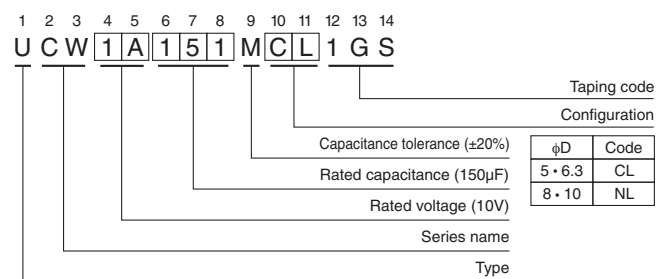 1 2 3 4 5 6 7 8 9 10 11 12 13 14
U C W 1 A 1 5 1 M C L 1 G S
Taping code
Configuration
Capacitance tolerance (±20%)
Rated capacitance (150µF)
Rated voltage (10V)
Series name
Type
ϕD Code
5 • 6.3 CL
8 • 10 NL